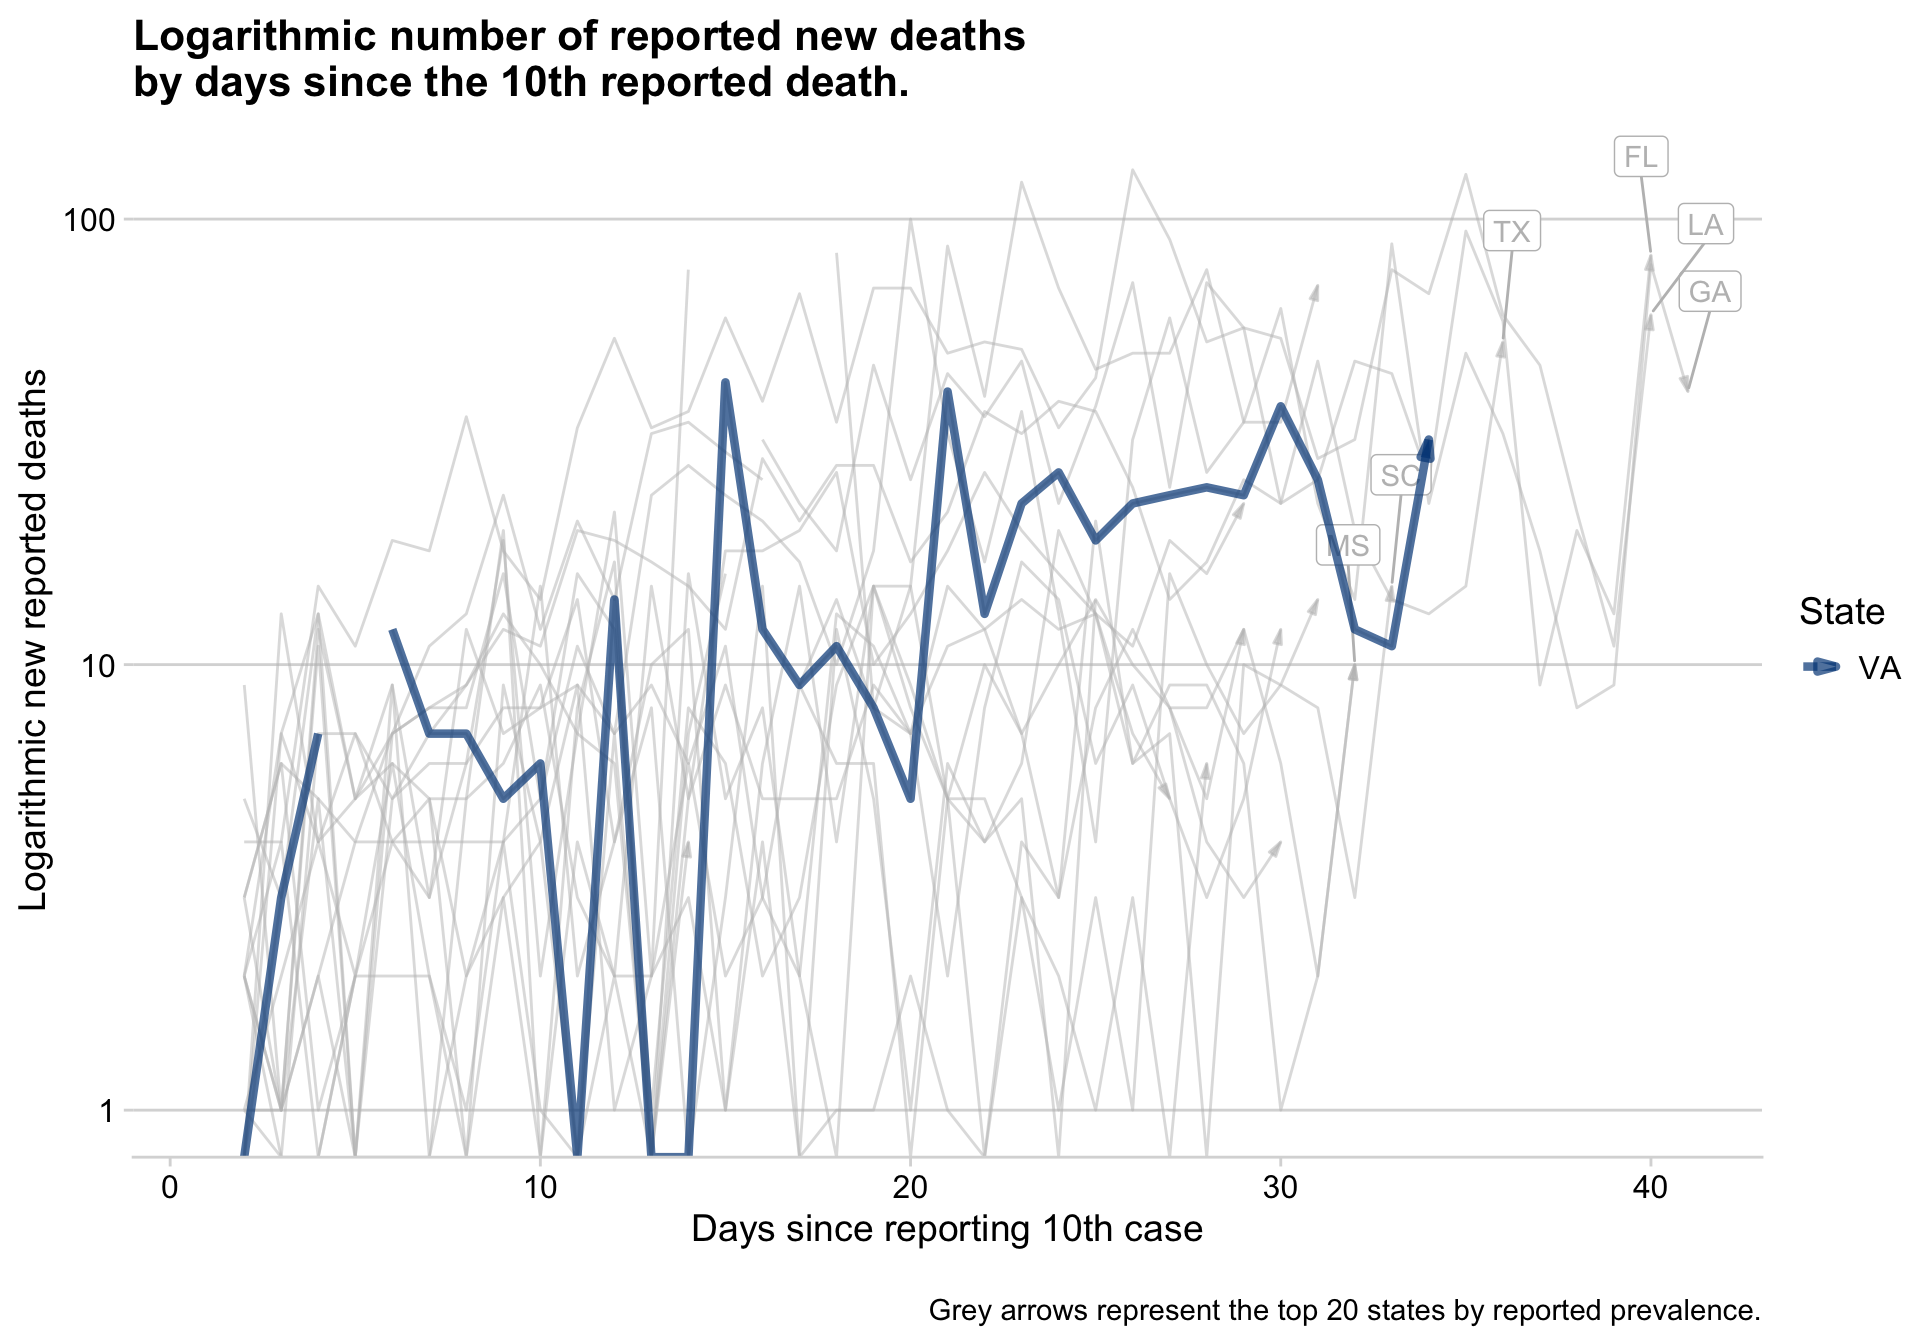 Logarithmic number of reported new deaths
by days since the 10th reported death.
Logarithmic new reported deaths
100
10
1
FL
LA
TX
GA
SC
MS
State
VA
0
10
20
30
40
Days since reporting 10th case
Grey arrows represent the top 20 states by reported prevalence.